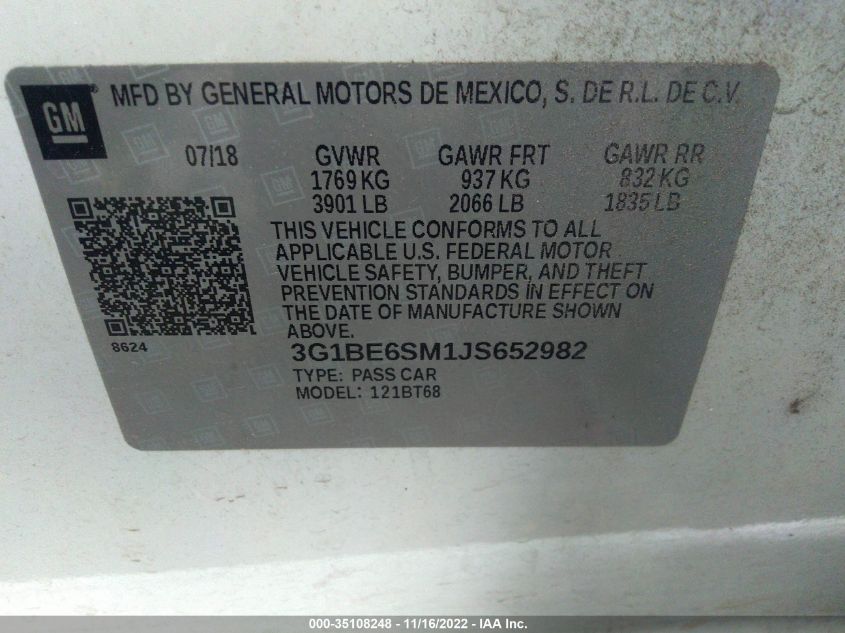 GM ® MFD BY GENERAL MOTORS DE MEXICO, S. DE R.L. DE C.V.
07/18 GVWR GAWR FRT GAWR RR
1769 KG 937 KG 832 KG
3901 LB 2066 LB 1835 LB
THIS VEHICLE CONFORMS TO ALL
APPLICABLE U.S. FEDERAL MOTOR
VEHICLE SAFETY, BUMPER, AND THEFT
PREVENTION STANDARDS IN EFFECT ON
THE DATE OF MANUFACTURE SHOWN
ABOVE.
8624 3G1BE6SM1JS652982
TYPE: PASS CAR
MODEL: 121BT68
000-35108248 - 11/16/2022 - IAA Inc.